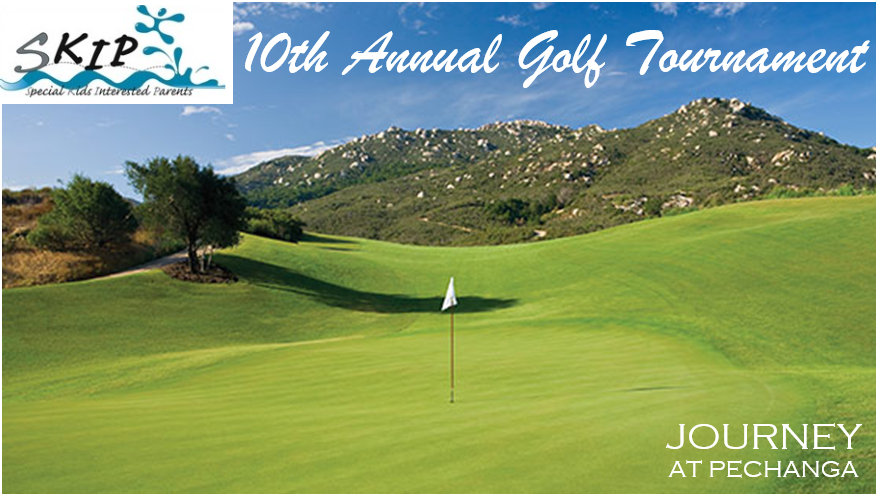 SKIP
Special Kids Interested Parents
10th Annual Golf Tournament
JOURNEY
AT PECHANGA